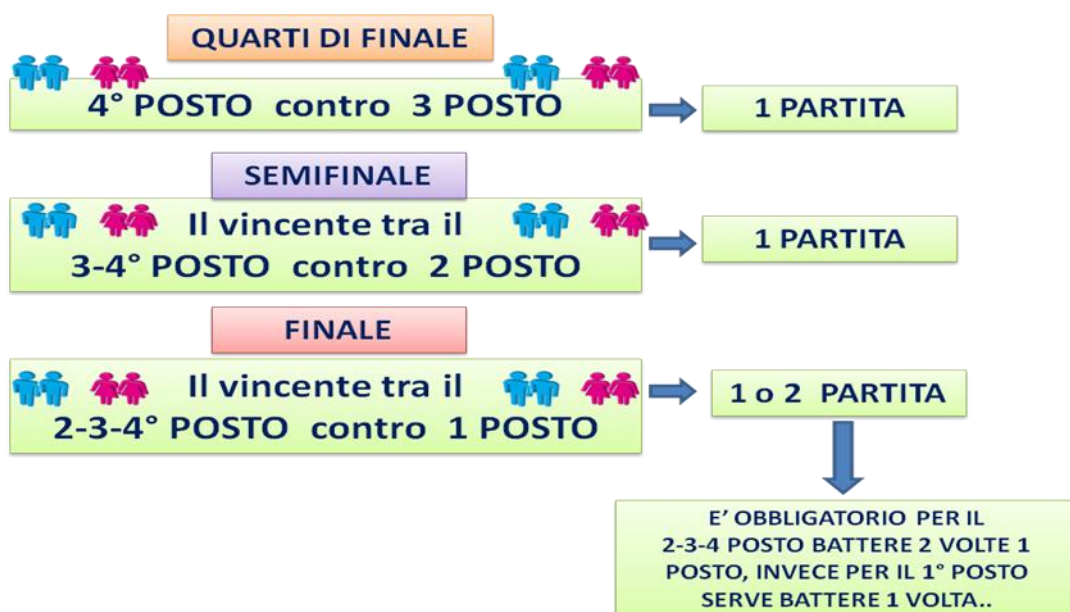 QUARTI DI FINALE
4° POSTO contro 3 POSTO
1 PARTITA
SEMIFINALE
Il vincente tra il
3-4° POSTO contro 2 POSTO
1 PARTITA
FINALE
Il vincente tra il
2-3-4° POSTO contro 1 POSTO
1 o 2 PARTITA
E' OBBLIGATORIO PER IL
2-3-4 POSTO BATTERE 2 VOLTE 1
POSTO, INVECE PER IL 1° POSTO
SERVE BATTERE 1 VOLTA..